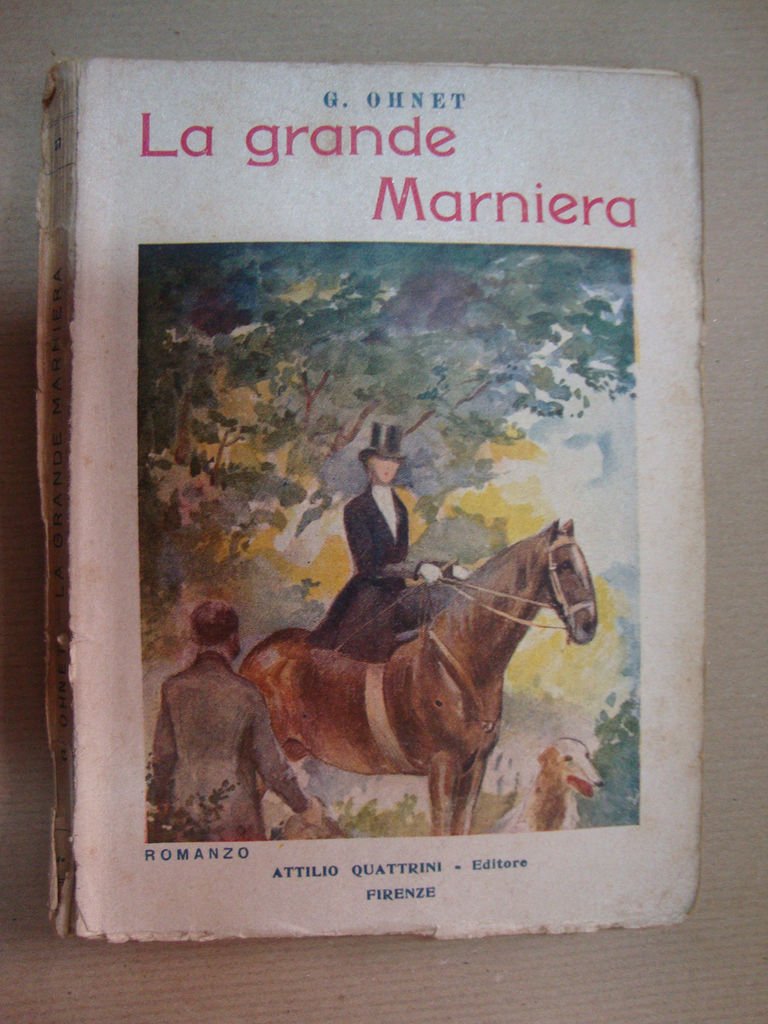 G. OHNET
La grande
Marniera
ROMANZO
ATTILIO QUATTRINI - Editore
FIRENZE
G. OHNET LA GRANDE MARNIERA